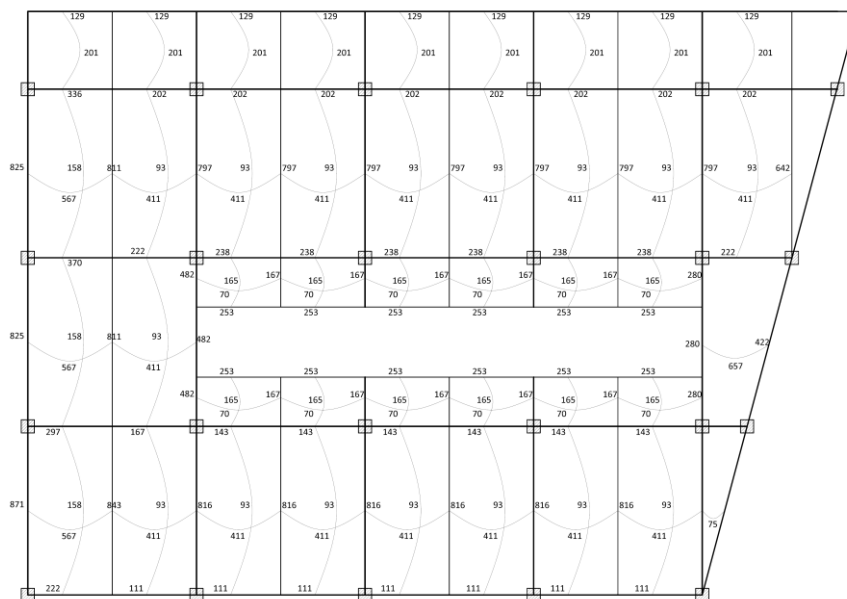 129 129 129 129 129 129 129 129 129
201 201 201 201 201 201 201 201 201
336 202 202 202 202 202 202 202 202
825 158 811 93 797 93 797 93 797 93 797 93 797 93 797 93 797 93 642
567 411 411 411 411 411 411 411 411
370 222 238 238 238 238 238 238 222
482 165 167 165 167 165 167 165 167 165 167 165 280
70 70 70 70 70 70
253 253 253 253 253 253
825 158 811 93 482 280 422
567 411 657
253 253 253 253 253 253
482 165 167 165 167 165 167 165 167 165 167 165 280
70 70 70 70 70 70
297 167 143 143 143 143 143 143
871 158 843 93 816 93 816 93 816 93 816 93 816 93 816 93
567 411 411 411 411 411 411 411 75
222 111 111 111 111 111 111 111